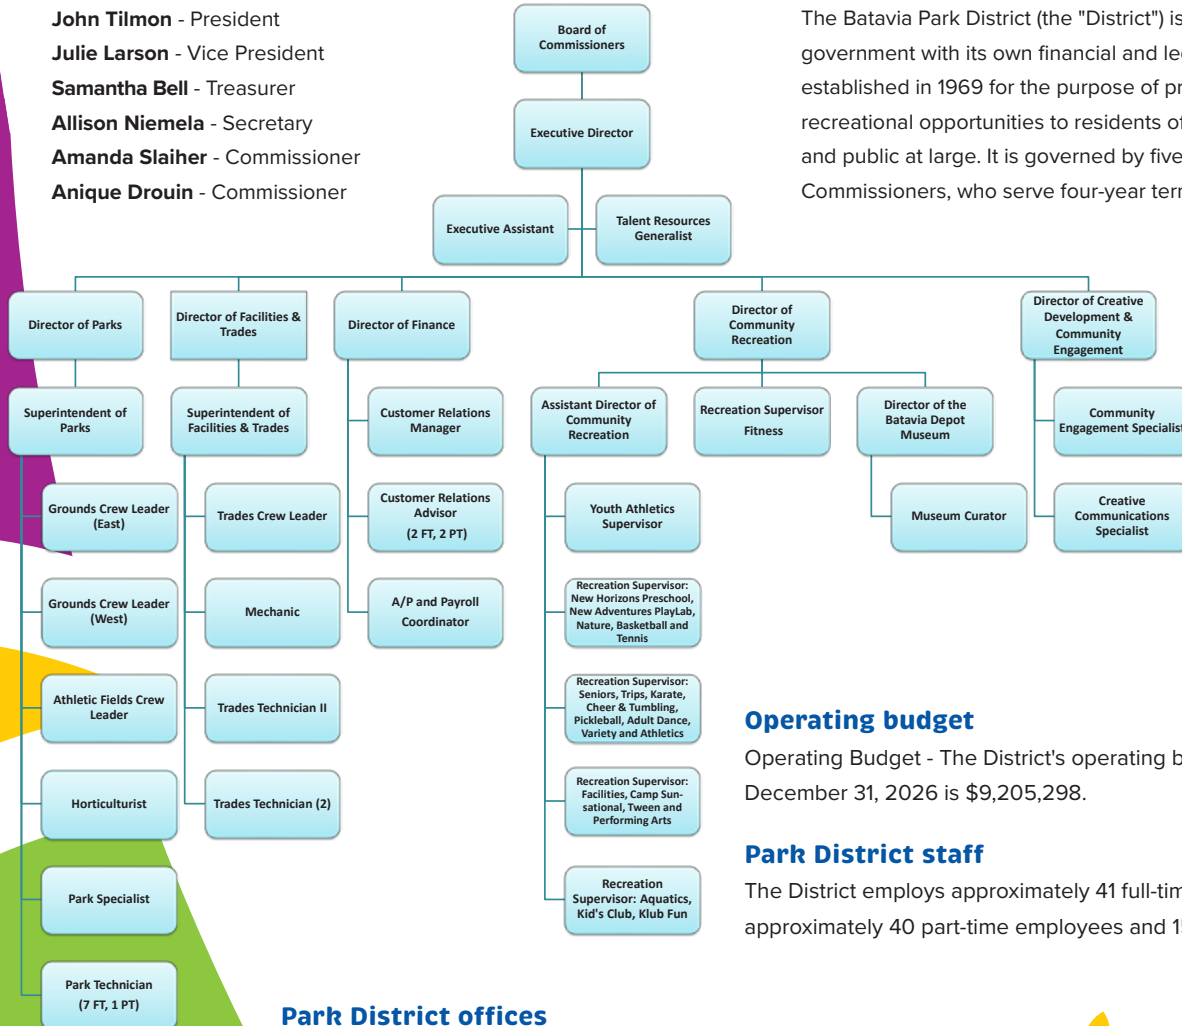 John Tilmon - President
Julie Larson - Vice President
Samantha Bell - Treasurer
Allison Niemela - Secretary
Amanda Slaiher - Commissioner
Anique Drouin - Commissioner
Board of
Commissioners
Executive Director
Executive Assistant
Talent Resources
Generalist
The Batavia Park District (the "District") is
government with its own financial and
established in 1969 for the purpose of
recreational opportunities to residents
and public at large. It is governed by five
Commissioners, who serve four-year
Director of Parks
Superintendent of
Parks
Grounds Crew Leader
(East)
Grounds Crew Leader
(West)
Athletic Fields Crew
Leader
Horticulturist
Park Specialist
Park Technician
(7 FT, 1 PT)
Director of Facilities &
Trades
Superintendent of
Facilities & Trades
Trades Crew Leader
Mechanic
Trades Technician II
Trades Technician (2)
Director of Finance
Customer Relations
Manager
Customer Relations
Advisor
(2 FT, 2 PT)
A/P and Payroll
Coordinator
Director of
Community
Recreation
Assistant Director of
Community
Recreation
Youth Athletics
Supervisor
Recreation Supervisor:
New Horizons Preschool,
New Adventures PlayLab,
Nature, Basketball and
Tennis
Recreation Supervisor:
Seniors, Trips, Karate,
Cheer & Tumbling,
Pickleball, Adult Dance,
Variety and Athletics
Recreation Supervisor:
Facilities, Camp Sun-
sational, Tween and
Performing Arts
Recreation
Supervisor: Aquatics,
Kid's Club, Klub Fun
Recreation Supervisor
Fitness
Director of the
Batavia Depot
Museum
Museum Curator
Director of Creative
Development &
Community
Engagement
Community
Engagement Specialist
Creative
Communications
Specialist
Operating budget
Operating Budget - The District's operating
December 31, 2026 is $9,205,298.
Park District staff
The District employs approximately 41
approximately 40 part-time employees and
Park District offices